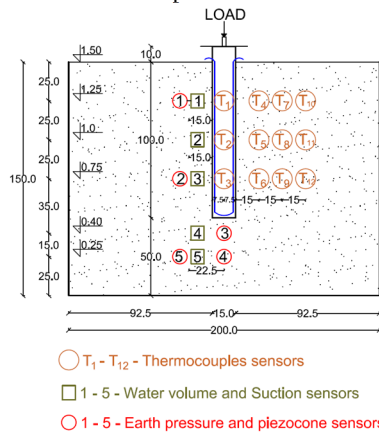 LOAD
1.50
10.0
25.0
1.25
1 1 T1 T4 T7 T10
15.0
25.0
1.0
2 T2 T5 T8 T11
100.0
150.0
25.0
15.0
0.75
2 3 T3 T6 T9 T12
7.5 7.5 15 15 15
35.0
0.40
4 3
15.0
0.25
50.0
5 5 4
25.0
22.5
92.5 15.0 92.5
200.0
T1 - T12 - Thermocouples sensors
1 - 5 - Water volume and Suction sensors
1 - 5 - Earth pressure and piezocone sensors